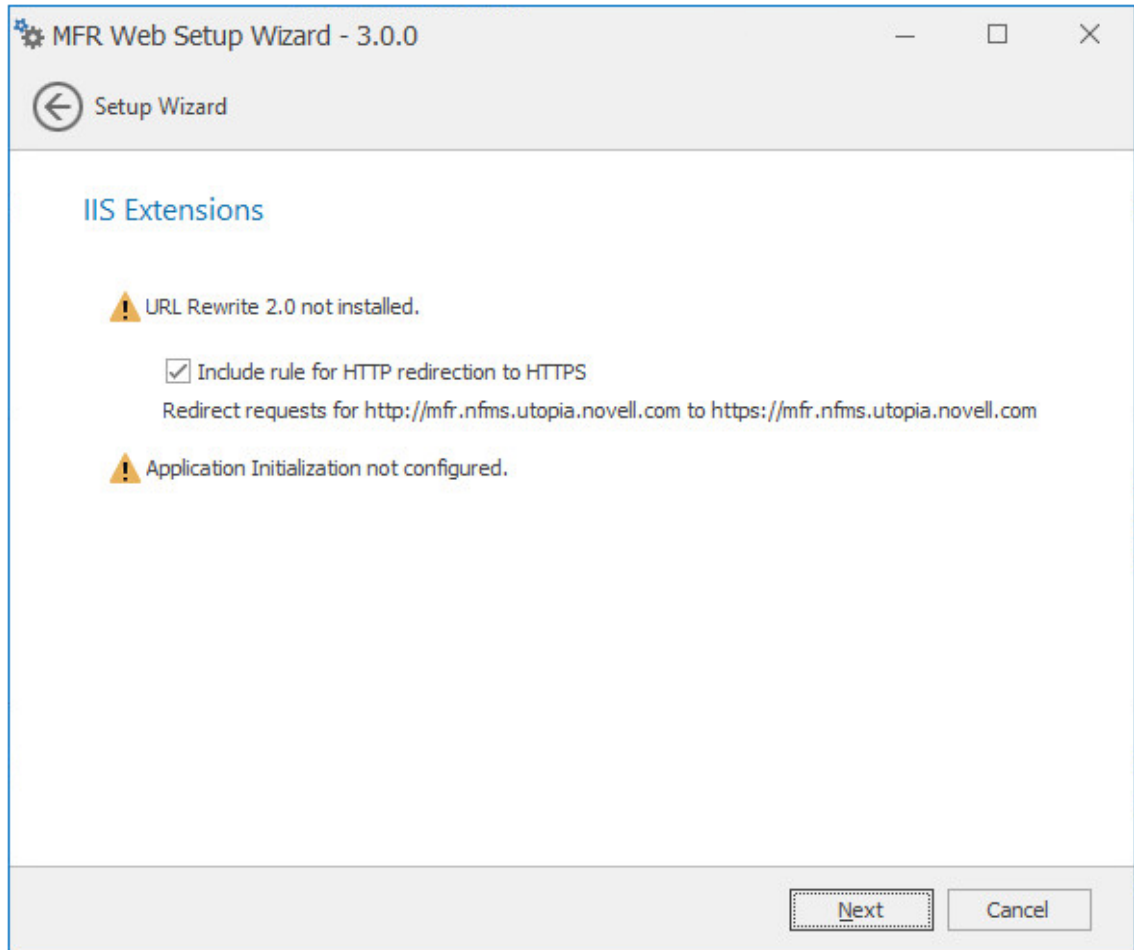 MFR Web Setup Wizard - 3.0.0
Setup Wizard
IIS Extensions
URL Rewrite 2.0 not installed.
Include rule for HTTP redirection to HTTPS
Redirect requests for http://mfr.nfms.utopia.novell.com to https://mfr.nfms.utopia.novell.com
Application Initialization not configured.
Next
Cancel